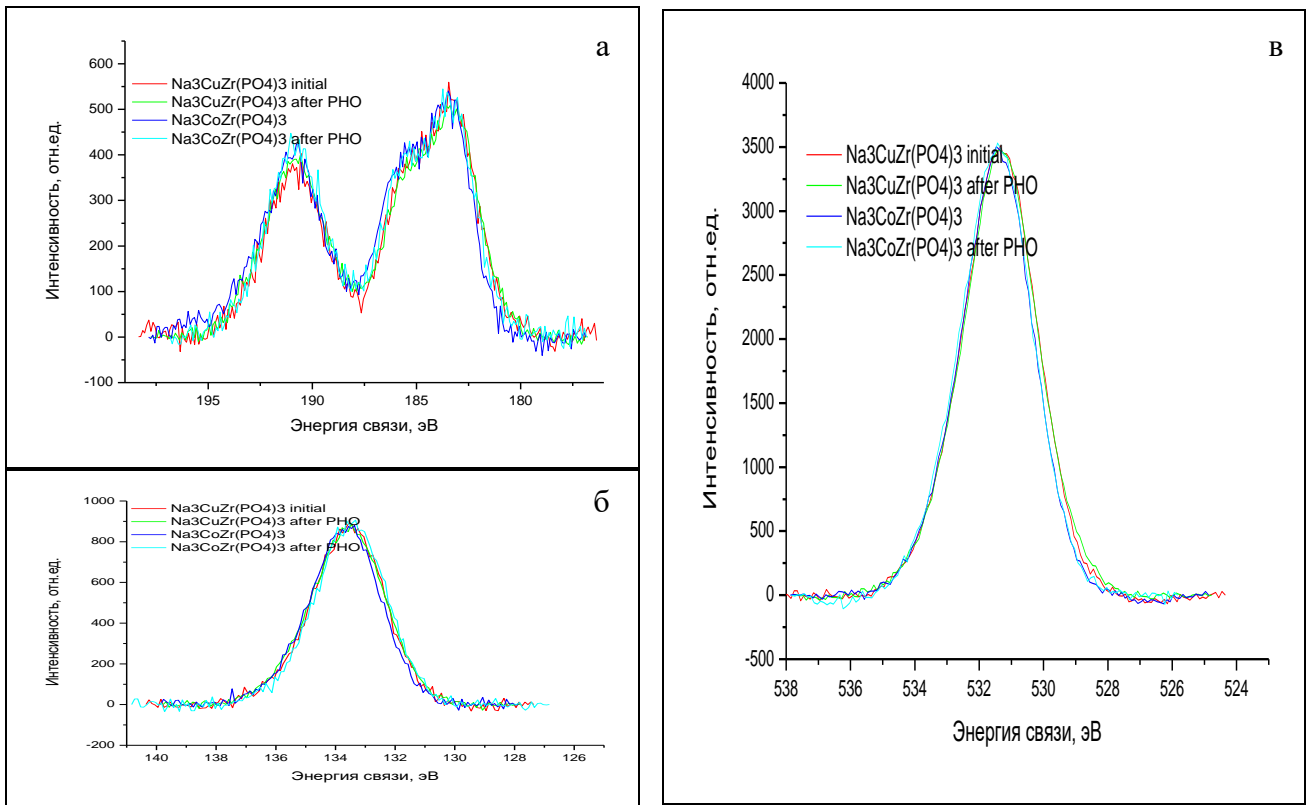 а
Na3CuZr(PO4)3 initial
Na3CuZr(PO4)3 after PHO
Na3CoZr(PO4)3
Na3CoZr(PO4)3 after PHO
Интенсивность, отн.ед.
600
500
400
300
200
100
0
-100
195
190
185
180
Энергия связи, эВ
б
Na3CuZr(PO4)3 initial
Na3CuZr(PO4)3 after PHO
Na3CoZr(PO4)3
Na3CoZr(PO4)3 after PHO
Интенсивность, отн.ед.
1000
800
600
400
200
0
-200
140
138
136
134
132
130
128
126
Энергия связи, эВ
в
Na3CuZr(PO4)3 initial
Na3CuZr(PO4)3 after PHO
Na3CoZr(PO4)3
Na3CoZr(PO4)3 after PHO
Интенсивность, отн.ед.
4000
3500
3000
2500
2000
1500
1000
500
0
-500
538
536
534
532
530
528
526
524
Энергия связи, эВ